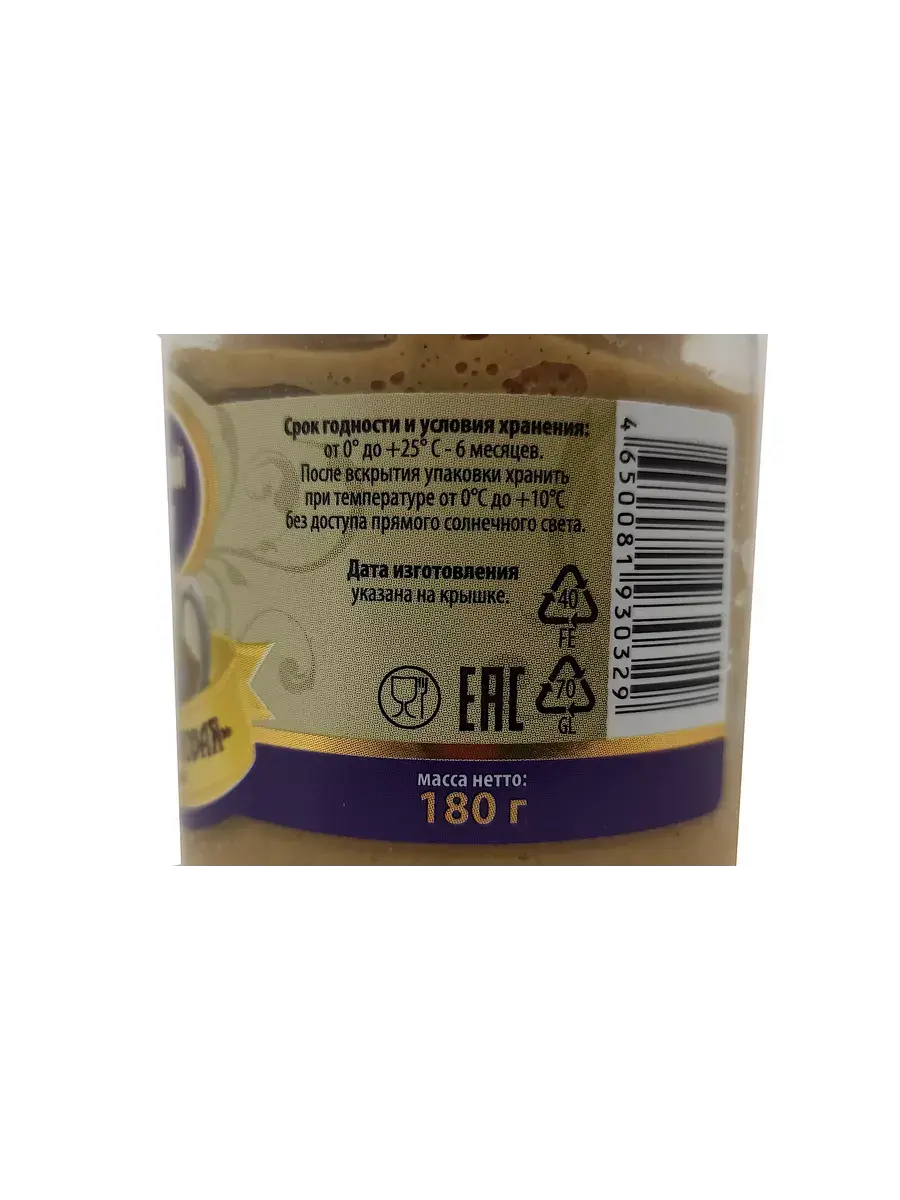 Срок годности и условия хранения:
от 0° до +25° С - 6 месяцев.
После вскрытия упаковки хранить
при температуре от 0°С до +10°С
без доступа прямого солнечного света.
Дата изготовления
указана на крышке.
40
FE
EAC
70
GL
4 650081 930329
масса нетто:
180 г